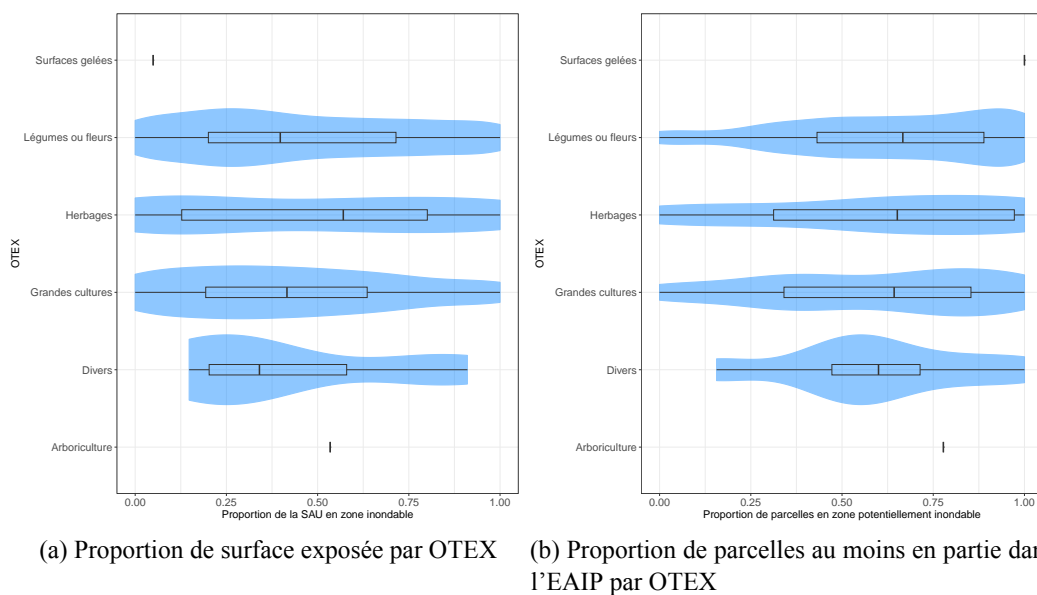 Surfaces gelées
Légumes ou fleurs
Herbages
Grandes cultures
Divers
Arboriculture
OTEX
0.00 0.25 0.50 0.75 1.00
Proportion de la SAU en zone inondable
(a) Proportion de surface exposée par OTEX
Surfaces gelées
Légumes ou fleurs
Herbages
Grandes cultures
Divers
Arboriculture
OTEX
0.00 0.25 0.50 0.75 1.00
Proportion de parcelles en zone potentiellement inondable
(b) Proportion de parcelles au moins en partie dan
l’EAIP par OTEX